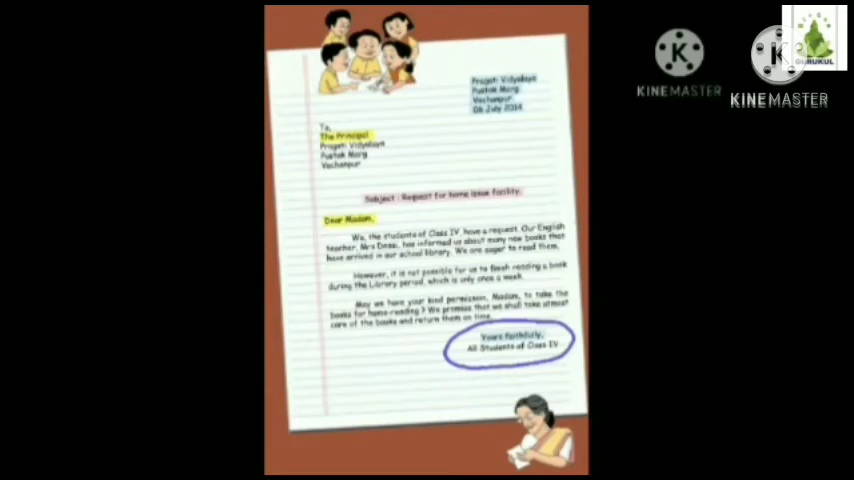 KINEMASTER
KINEMASTER
GURUKUL
Pragati Vidyalaya
Pustak Marg
Vachanpur
06 July 2014
To,
The Principal
Pragati Vidyalaya
Pustak Marg
Vachanpur
Subject : Request for home issue facility.
Dear Madam,
We, the students of Class IV, have a request. Our English
teacher, Mrs Desai, has informed us about many new books that
have arrived in our school library. We are eager to read them.
However, it is not possible for us to finish reading a book
during the Library period, which is only once a week.
May we have your kind permission, Madam, to take the
books for home-reading? We promise that we shall take utmost
care of the books and return them on time.
Yours faithfully,
All Students of Class IV